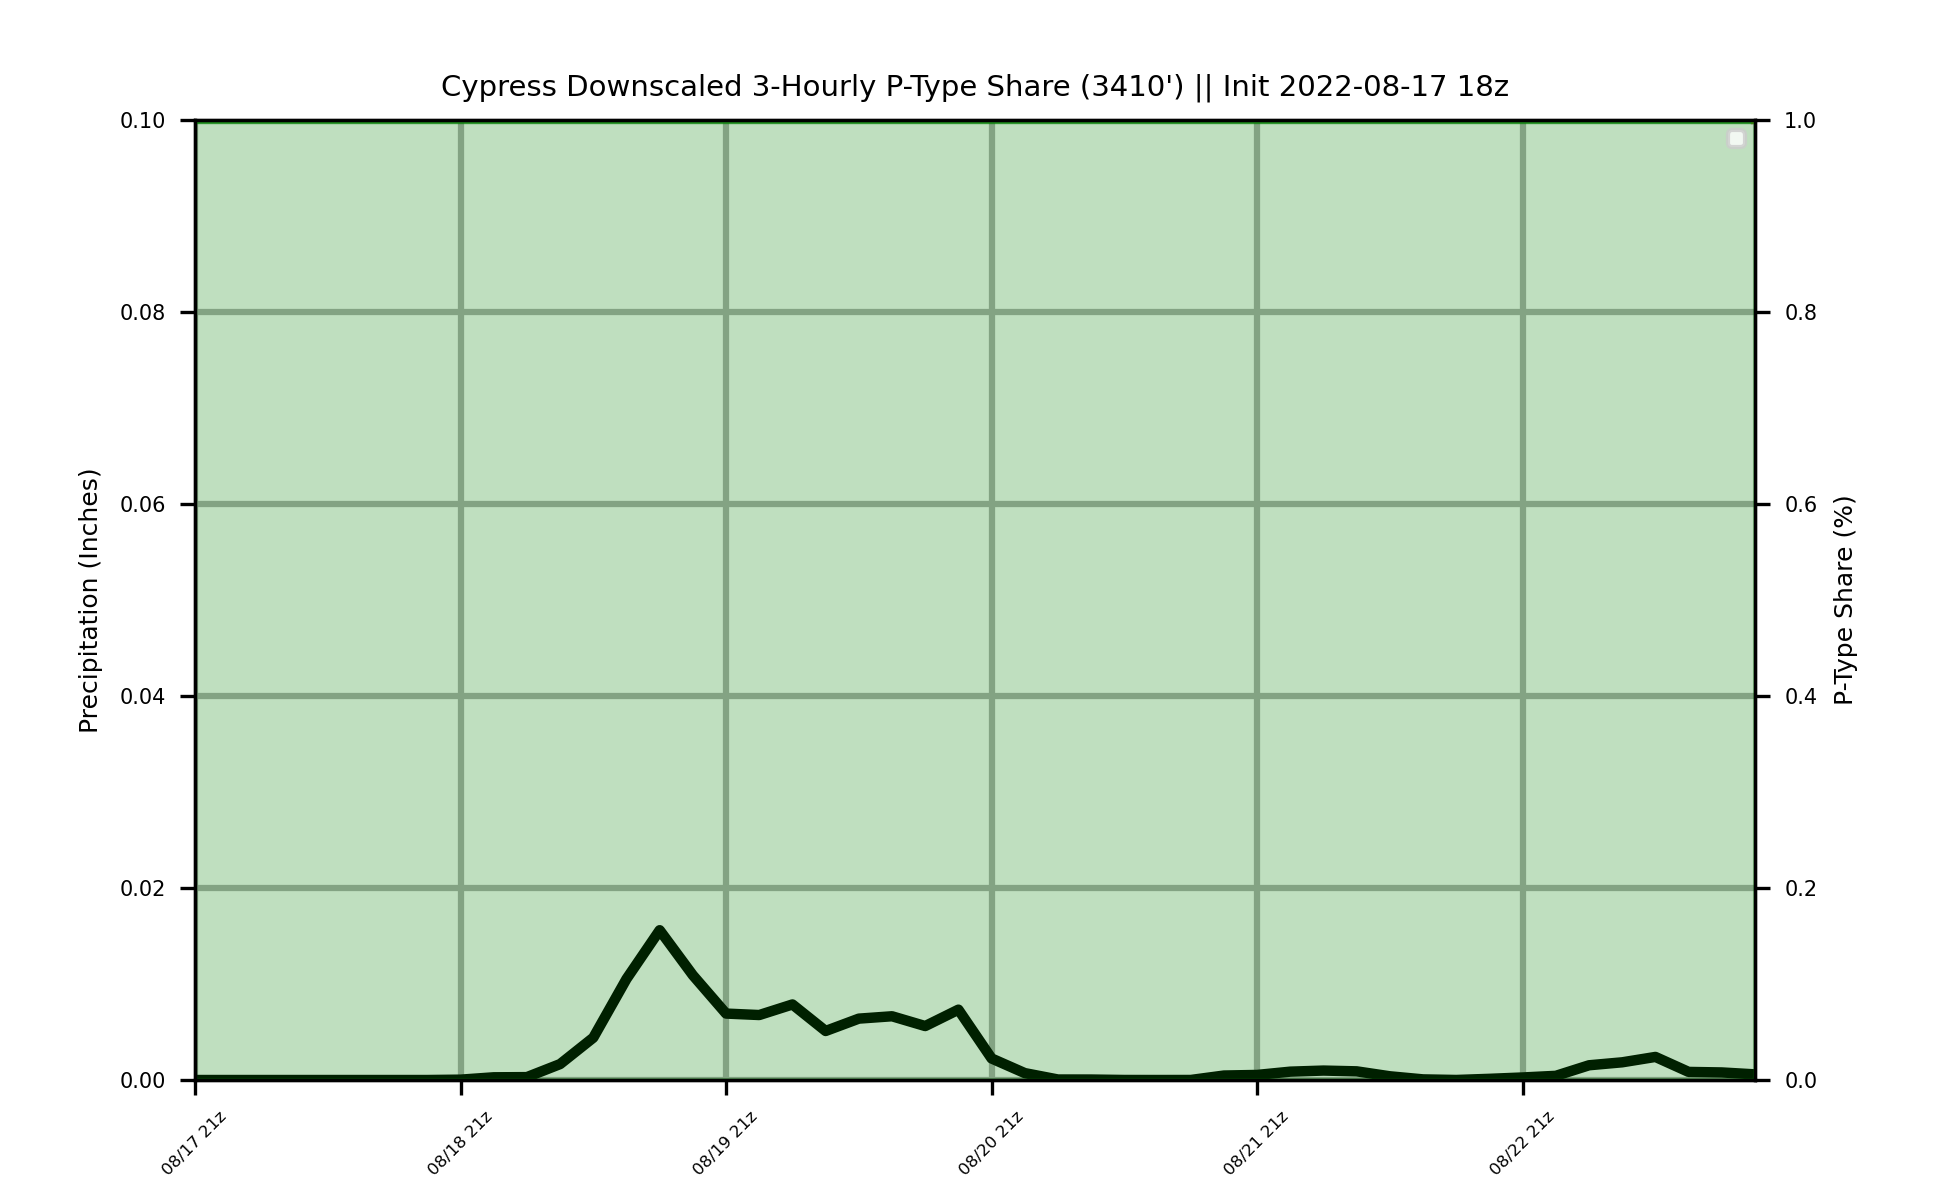 Cypress Downscaled 3-Hourly P-Type Share (3410') || Init 2022-08-17 18z
0.10
0.08
0.06
0.04
0.02
0.00
Precipitation (Inches)
1.0
0.8
0.6
0.4
0.2
0.0
P-Type Share (%)
08/17 21z
08/18 21z
08/19 21z
08/20 21z
08/21 21z
08/22 21z